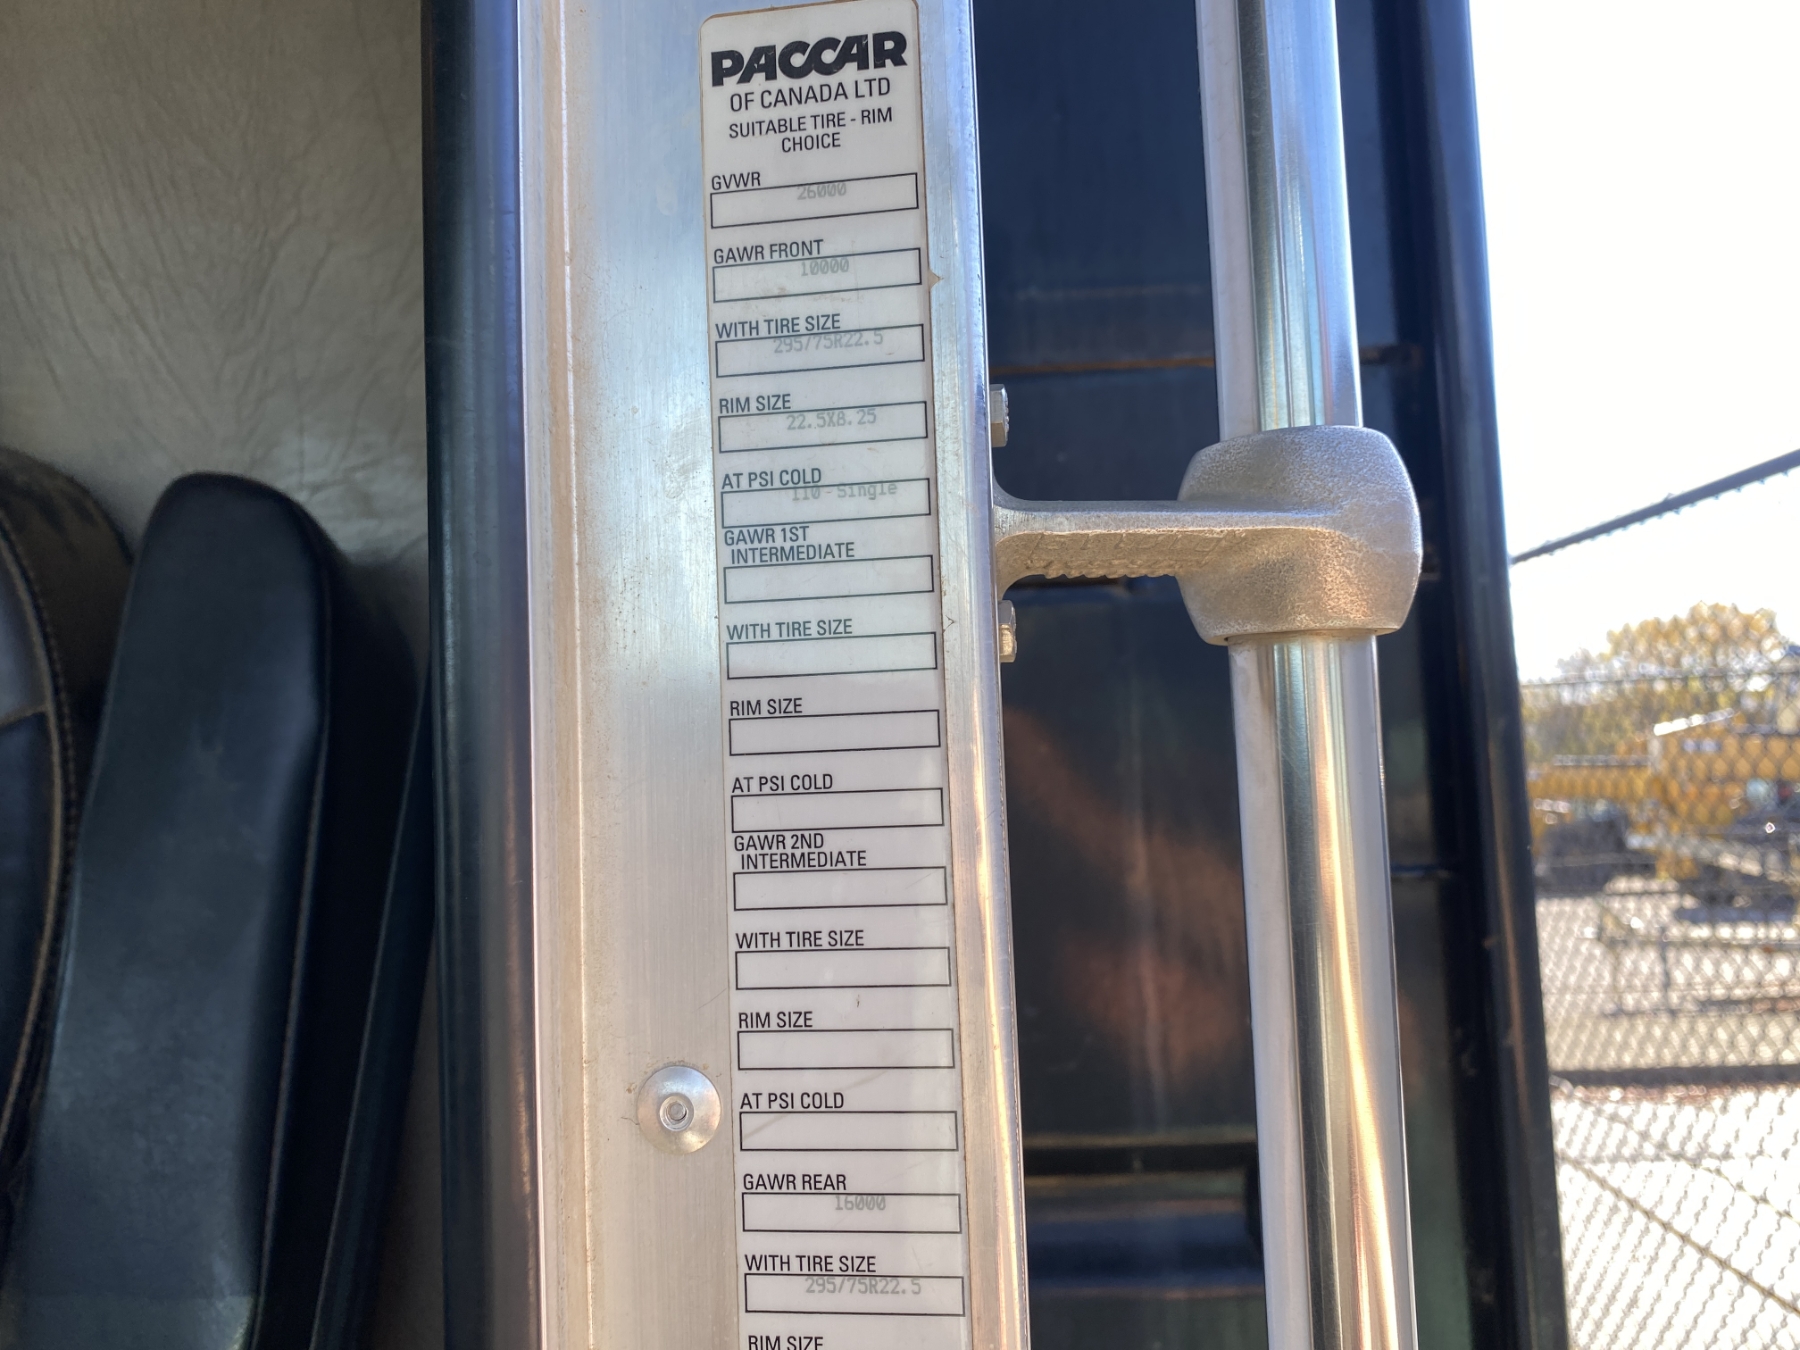 PACCAR
OF CANADA LTD
SUITABLE TIRE - RIM
CHOICE
GVWR
26000
GAWR FRONT
10000
WITH TIRE SIZE
295/75R22.5
RIM SIZE
22.5X8.25
AT PSI COLD
110 - Single
GAWR 1ST
INTERMEDIATE
WITH TIRE SIZE
RIM SIZE
AT PSI COLD
GAWR 2ND
INTERMEDIATE
WITH TIRE SIZE
RIM SIZE
AT PSI COLD
GAWR REAR
16000
WITH TIRE SIZE
295/75R22.5
RIM SIZE